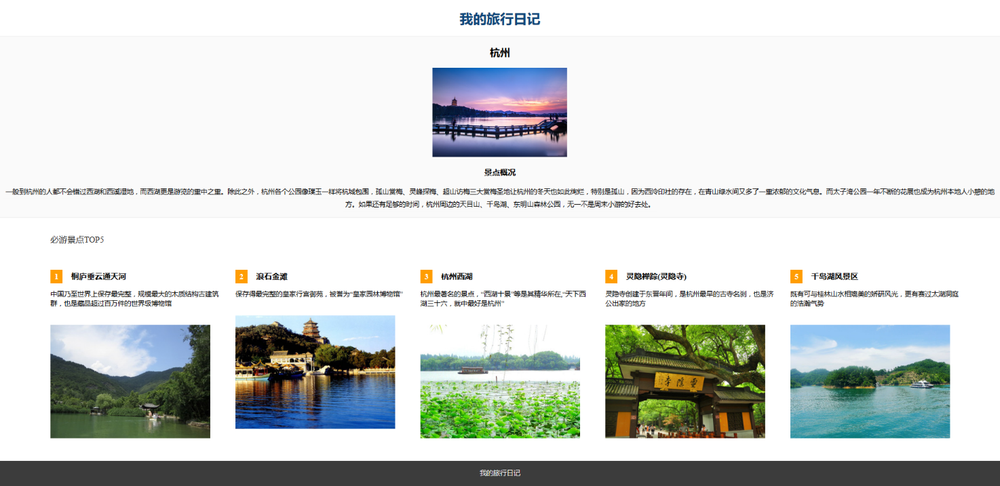 我的旅行日记
杭州
景点概况
一般到杭州的人都不会错过西湖和西溪湿地，而西湖更是游览的重中之重。除此之外，杭州各个公园像璞玉一样将杭城包围，孤山赏梅、灵峰探梅、超山访梅三大赏梅圣地让杭州的冬天也如此绚烂，特别是孤山，因为西泠印社的存在，在青山绿水间又多了一重浓郁的文化气息。而太子湾公园一年不断的花展也成为杭州本地人小憩的地
方。如果还有足够的时间，杭州周边的天目山、千岛湖、东明山森林公园，无一不是周末小游的好去处。
必游景点TOP5
1 桐庐垂云通天河
中国乃至世界上保存最完整，规模最大的木质结构古建筑
群，也是藏品超过百万件的世界级博物馆
2 浪石金滩
保存得最完整的皇家行宫御苑，被誉为“皇家园林博物馆”
3 杭州西湖
杭州最著名的景点，“西湖十景”等是其精华所在,“天下西
湖三十六，就中最好是杭州”
4 灵隐禅踪(灵隐寺)
灵隐寺创建于东晋年间，是杭州最早的古寺名刹，也是济
公出家的地方
寺隐靈
5 千岛湖风景区
既有可与桂林山水相媲美的娇妍风光，更有赛过太湖洞庭
的浩瀚气势
我的旅行日记